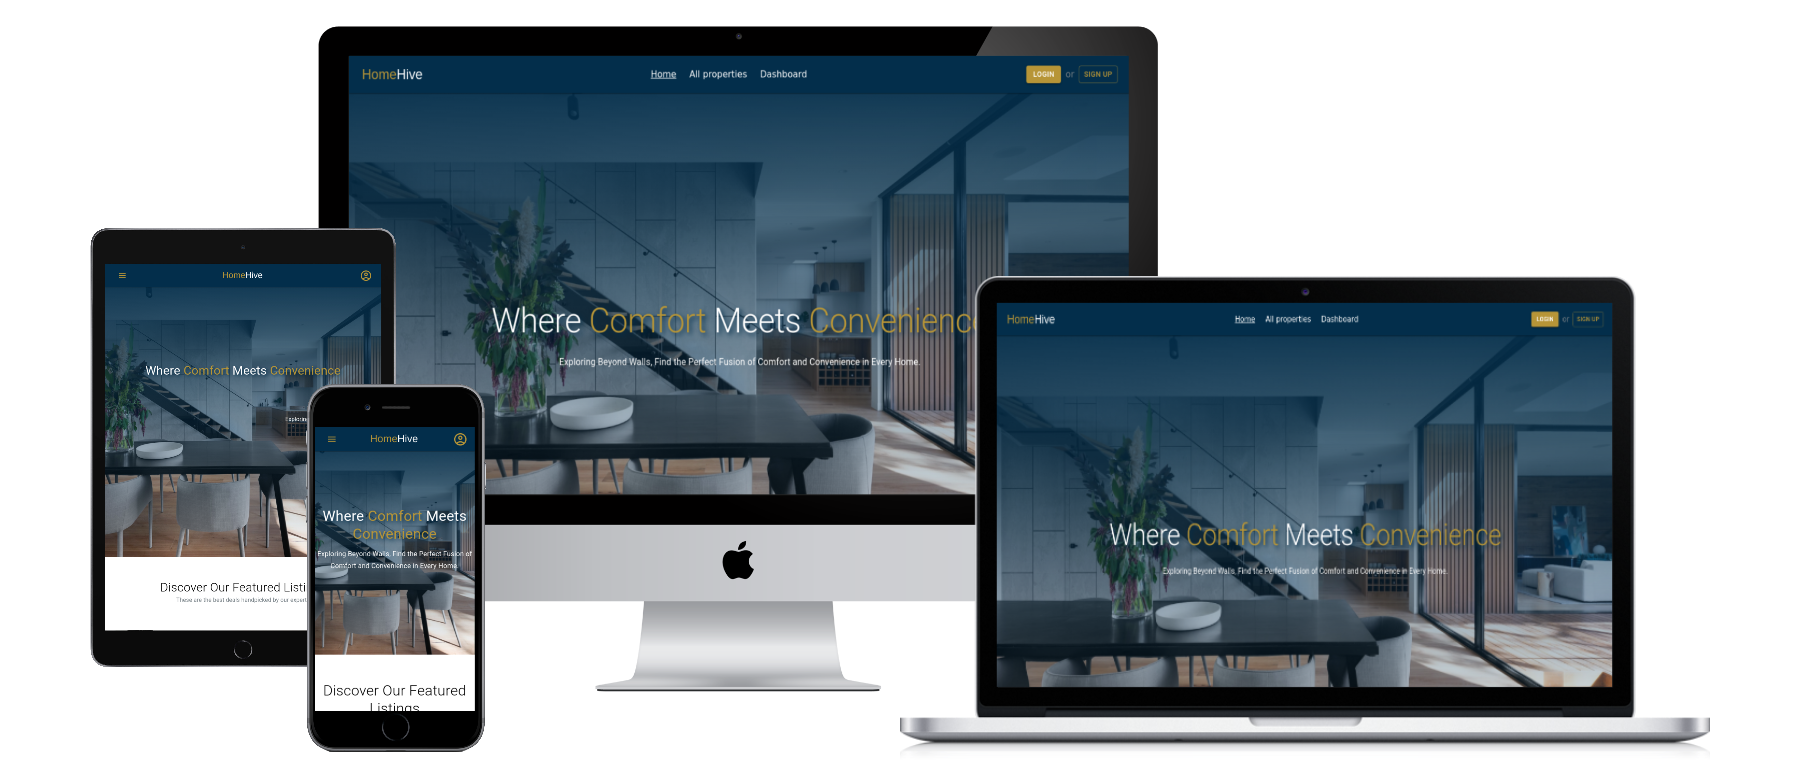 HomeHive
Home All properties Dashboard
LOGIN or SIGN UP
Where Comfort Meets Convenienc
Exploring Beyond Walls, Find the Perfect Fusion of Comfort and Convenience in Every Home.
HomeHive
Where Comfort Meets Convenience
Exploring
Discover Our Featured Listi
These are the best deals handpicked by our expert
HomeHive
Where Comfort Meets
Convenience
Exploring Beyond Walls, Find the Perfect Fusion of
Comfort and Convenience in Every Home.
Discover Our Featured
Listings
HomeHive
Home All properties Dashboard
LOGIN or SIGN UP
Where Comfort Meets Convenience
Exploring Beyond Walls, Find the Perfect Fusion of Comfort and Convenience in Every Home.